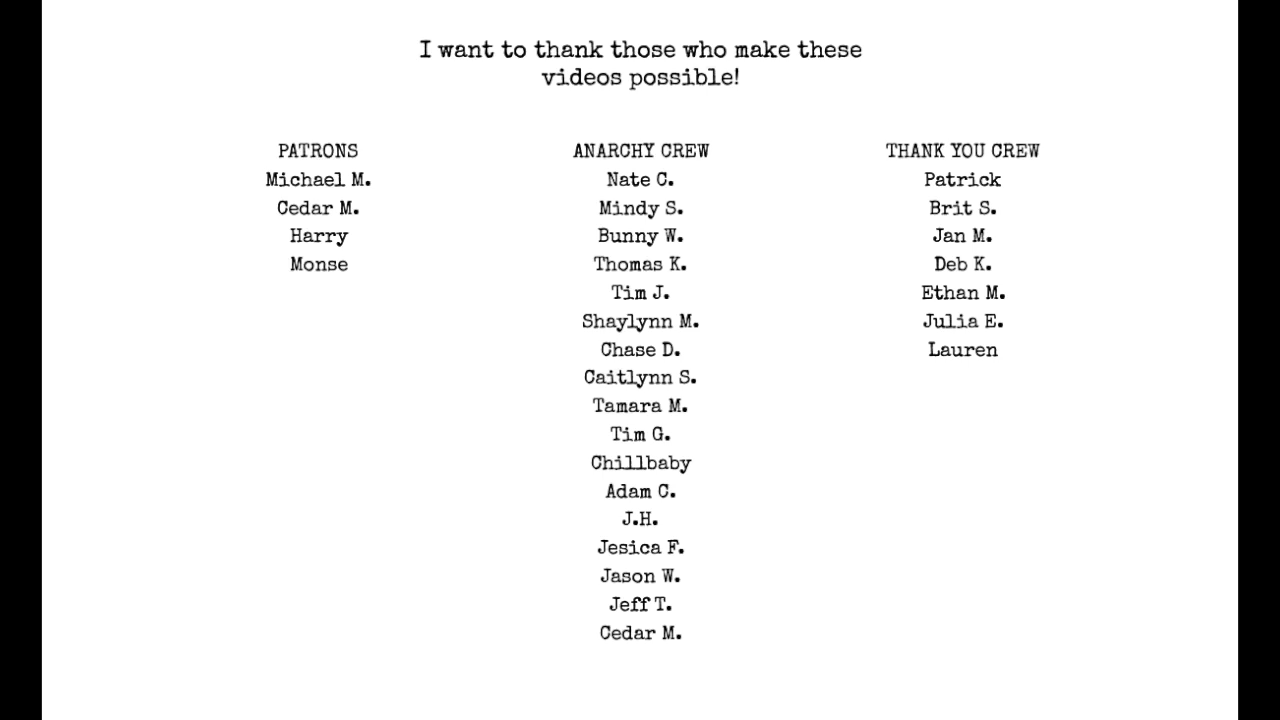 I want to thank those who make these
videos possible!
PATRONS
Michael M.
Cedar M.
Harry
Monse
ANARCHY CREW
Nate C.
Mindy S.
Bunny W.
Thomas K.
Tim J.
Shaylynn M.
Chase D.
Caitlynn S.
Tamara M.
Tim G.
Chillbaby
Adam C.
J.H.
Jesica F.
Jason W.
Jeff T.
Cedar M.
THANK YOU CREW
Patrick
Brit S.
Jan M.
Deb K.
Ethan M.
Julia E.
Lauren